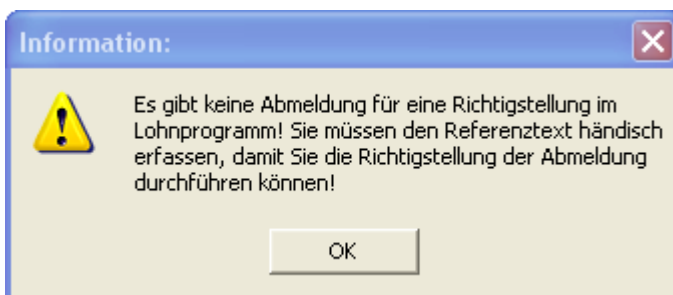 Information:
Es gibt keine Abmeldung für eine Richtigstellung im
Lohnprogramm! Sie müssen den Referenztext händisch
erfassen, damit Sie die Richtigstellung der Abmeldung
durchführen können!
OK